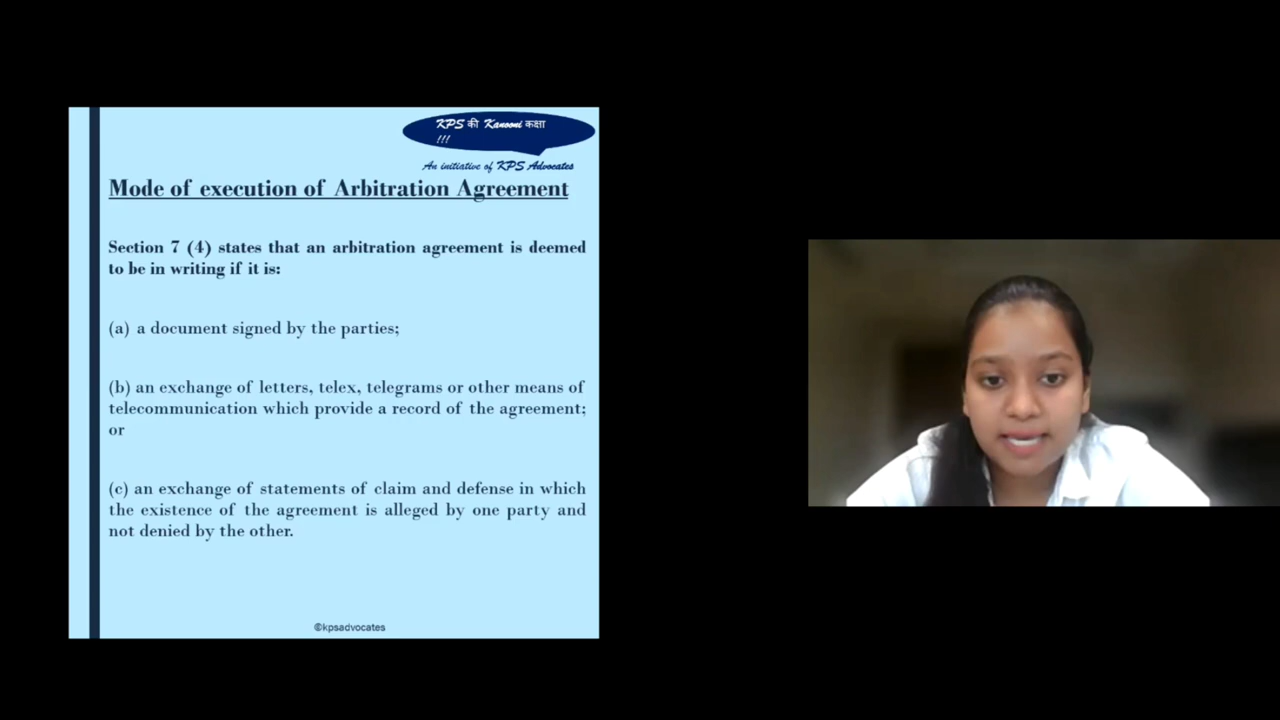 KPS की Kanooni कक्षा
!!!
An initiative of KPS Advocates
Mode of execution of Arbitration Agreement
Section 7 (4) states that an arbitration agreement is deemed
to be in writing if it is:
(a) a document signed by the parties;
(b) an exchange of letters, telex, telegrams or other means of
telecommunication which provide a record of the agreement;
or
(c) an exchange of statements of claim and defense in which
the existence of the agreement is alleged by one party and
not denied by the other.
©kpsadvocates